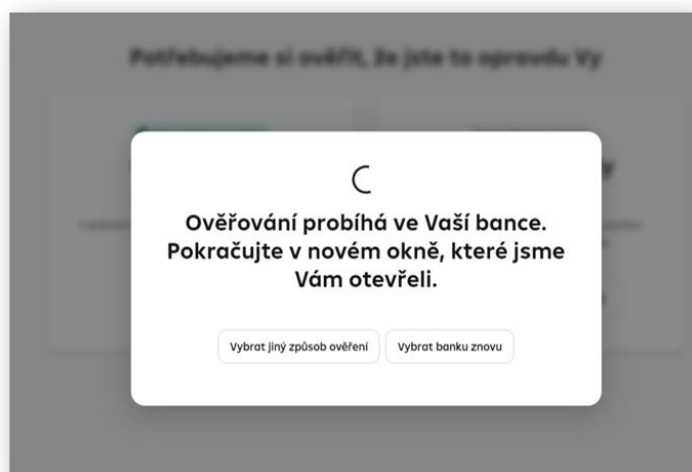 Potřebujeme si ověřit, že jste to opravdu Vy
Ověřování probíhá ve Vaší bance.
Pokračujte v novém okně, které jsme
Vám otevřeli.
Vybrat jiný způsob ověření
Vybrat banku znovu